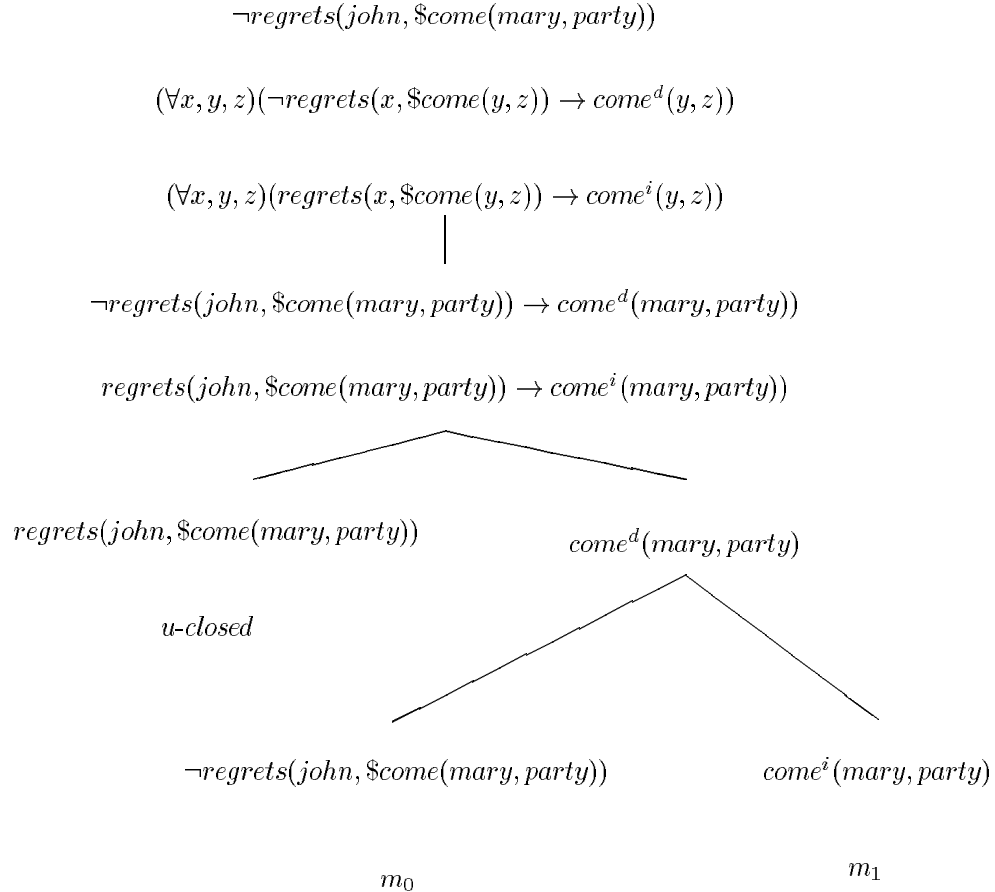 ¬regrets(john, $come(mary, party))
(∀x, y, z)(¬regrets(x, $come(y, z)) → come^d(y, z))
(∀x, y, z)(regrets(x, $come(y, z)) → come^i(y, z))
¬regrets(john, $come(mary, party)) → come^d(mary, party))
regrets(john, $come(mary, party)) → come^i(mary, party))
regrets(john, $come(mary, party))
come^d(mary, party)
u-closed
¬regrets(john, $come(mary, party))
come^i(mary, party)
m₀
m₁